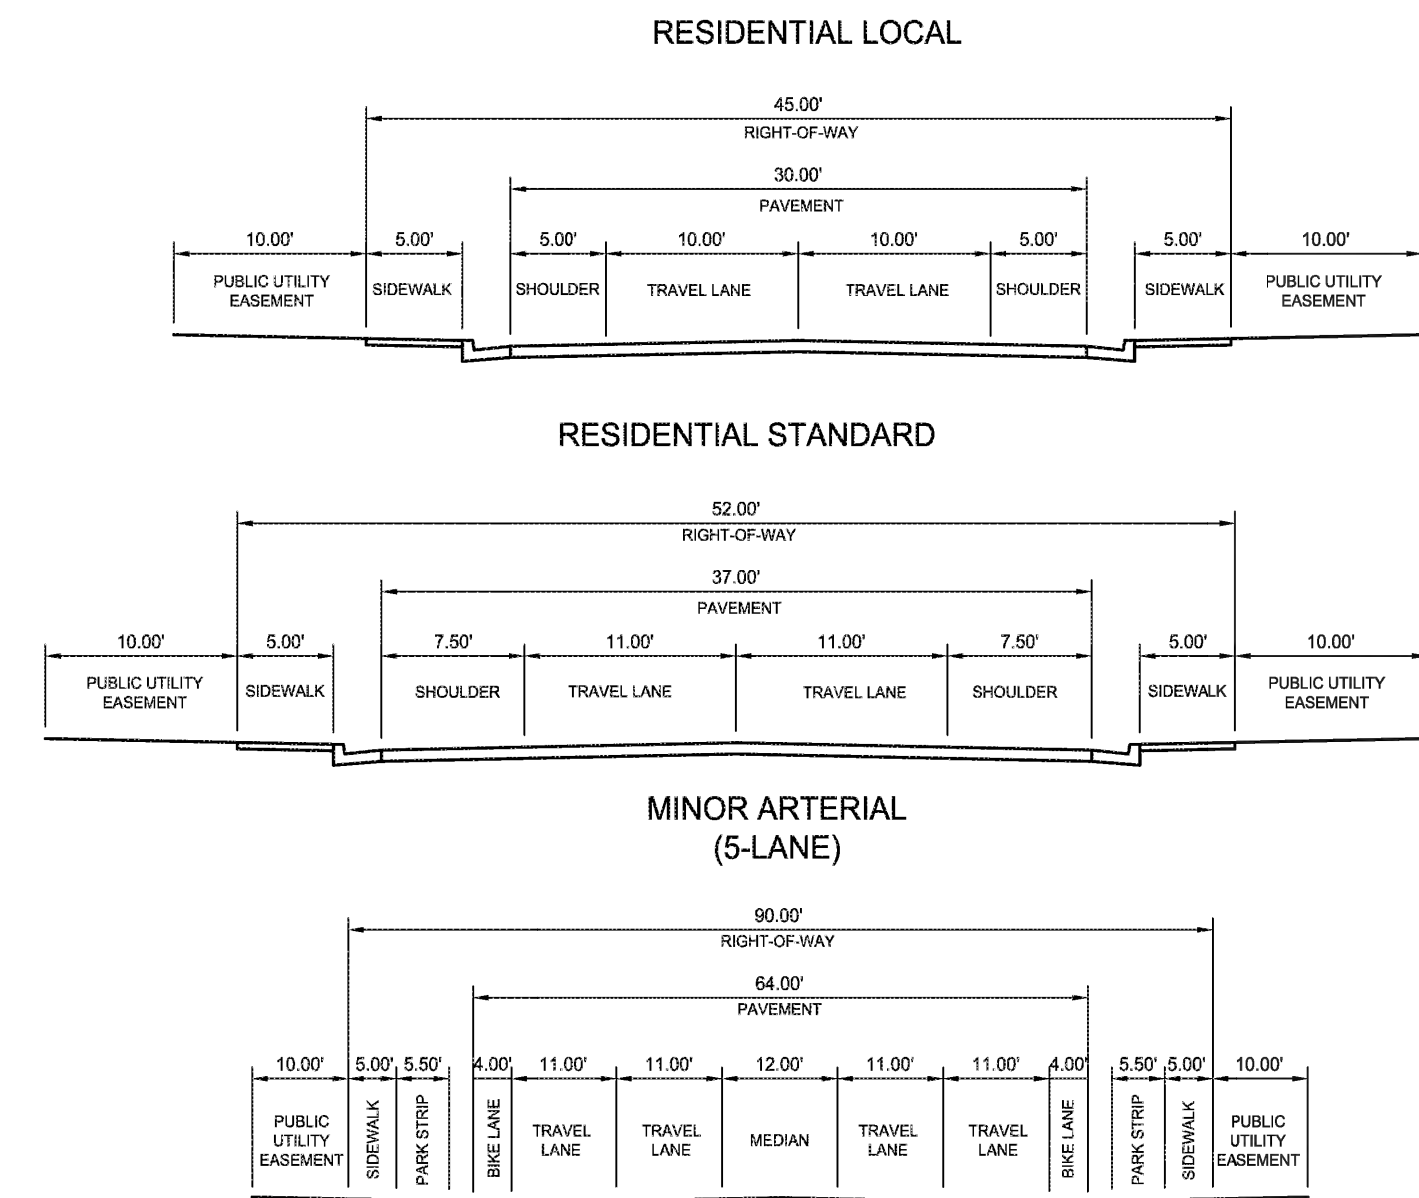 RESIDENTIAL LOCAL
45.00'
RIGHT-OF-WAY
30.00'
PAVEMENT
10.00' 5.00' 5.00' 10.00' 10.00' 5.00' 5.00' 10.00'
PUBLIC UTILITY
EASEMENT
SIDEWALK
SHOULDER
TRAVEL LANE
TRAVEL LANE
SHOULDER
SIDEWALK
PUBLIC UTILITY
EASEMENT
RESIDENTIAL STANDARD
52.00'
RIGHT-OF-WAY
37.00'
PAVEMENT
10.00' 5.00' 7.50' 11.00' 11.00' 7.50' 5.00' 10.00'
PUBLIC UTILITY
EASEMENT
SIDEWALK
SHOULDER
TRAVEL LANE
TRAVEL LANE
SHOULDER
SIDEWALK
PUBLIC UTILITY
EASEMENT
MINOR ARTERIAL
(5-LANE)
90.00'
RIGHT-OF-WAY
64.00'
PAVEMENT
10.00' 5.00' 5.50' 4.00' 11.00' 11.00' 12.00' 11.00' 11.00' 4.00' 5.50' 5.00' 10.00'
PUBLIC
UTILITY
EASEMENT
SIDEWALK
PARK STRIP
BIKE LANE
TRAVEL
LANE
TRAVEL
LANE
MEDIAN
TRAVEL
LANE
TRAVEL
LANE
BIKE LANE
PARK STRIP
SIDEWALK
PUBLIC
UTILITY
EASEMENT